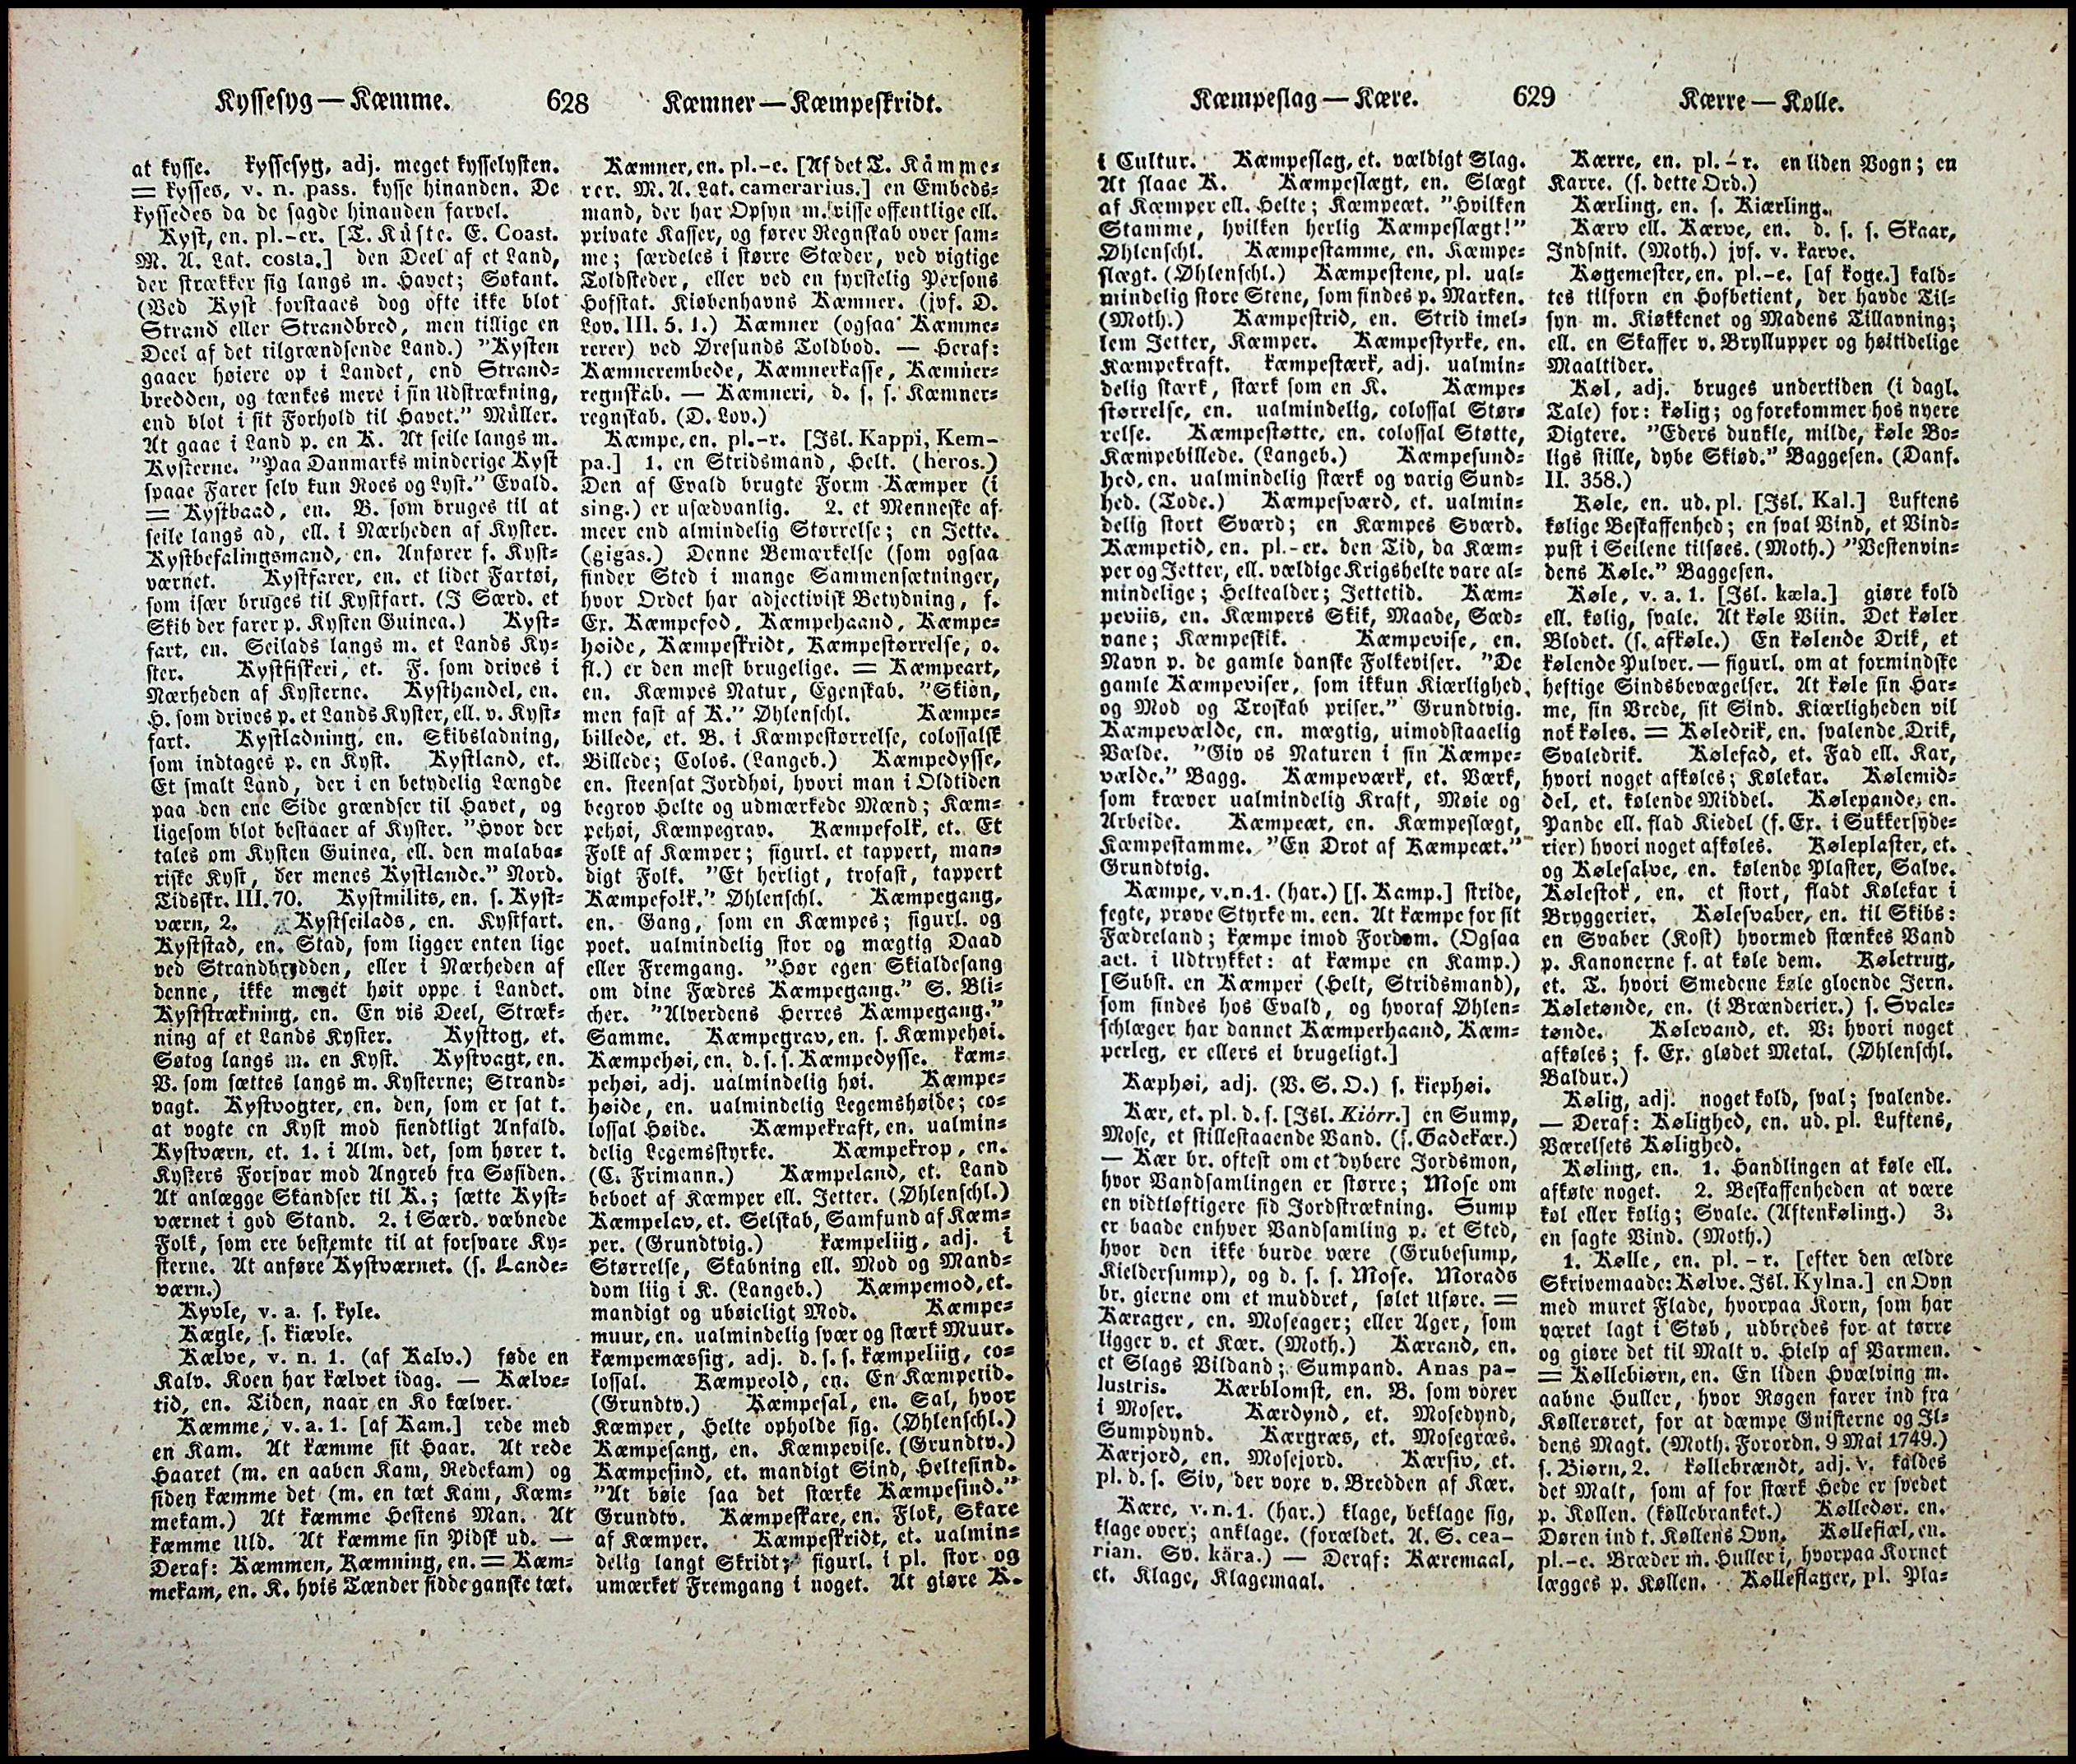 Kyssesyg — Kæmme. 628 Kæmner — Kæmpeskridt.
at kysse. kyssesyg, adj. meget kysselysten.
= kysses, v. n. pass. kysse hinanden. De
kyssedes da de sagde hinanden farvel.
Kyst, en. pl.-er. [T. Küste. E. Coast.
M. A. Lat. costa.] den Deel af et Land,
der strækker sig langs m. Havet; Søkant.
(Ved Kyst forstaaes dog ofte ikke blot
Strand eller Strandbred, men tillige en
Deel af det tilgrændsende Land.) "Kysten
gaaer høiere op i Landet, end Strand=
bredden, og tænkes mere i sin Udstrækning,
end blot i sit Forhold til Havet." Müller.
At gaae i Land p. en K. At seile langs m.
Kysterne. "Paa Danmarks minderige Kyst
spaae Farer selv kun Roes og Lyst." Evald.
= Kystbaad, en. B. som bruges til at
seile langs ad, ell. i Nærheden af Kyster.
Kystbefalingsmand, en. Anfører f. Kyst=
værnet. Kystfarer, en. et lidet Fartøi,
som især bruges til Kystfart. (I Særd. et
Skib der farer p. Kysten Guinea.) Kyst=
fart, en. Seilads langs m. et Lands Ky=
ster. Kystfiskeri, et. F. som drives i
Nærheden af Kysterne. Kysthandel, en.
H. som drives p. et Lands Kyster, ell. v. Kyst=
fart. Kystladning, en. Skibsladning,
som indtages p. en Kyst. Kystland, et.
Et smalt Land, der i en betydelig Længde
paa den ene Side grændser til Havet, og
ligesom blot bestaaer af Kyster. "Hvor der
tales om Kysten Guinea, ell. den malaba=
riske Kyst, der menes Kystlande." Nord.
Tidsskr. III. 70. Kystmilits, en. s. Kyst=
værn, 2. Kystseilads, en. Kystfart.
Kyststad, en. Stad, som ligger enten lige
ved Strandbredden, eller i Nærheden af
denne, ikke meget høit oppe i Landet.
Kyststrækning, en. En vis Deel, Stræk=
ning af et Lands Kyster. Kysttog, et.
Søtog langs m. en Kyst. Kystvagt, en.
V. som sættes langs m. Kysterne; Strand=
vagt. Kystvogter, en. den, som er sat t.
at vogte en Kyst mod fiendtligt Anfald.
Kystværn, et. 1. i Alm. det, som hører t.
Kysters Forsvar mod Angreb fra Søsiden.
At anlægge Skandser til K.; sætte Kyst=
værnet i god Stand. 2. i Særd. væbnede
Folk, som ere bestemte til at forsvare Ky=
sterne. At anføre Kystværnet. (s. Lande=
værn.)
Kyvle, v. a. s. kyle.
Kægle, s. kiævle.
Kælve, v. n. 1. (af Kalv.) føde en
Kalv. Koen har kælvet idag. — Kælve=
tid, en. Tiden, naar en Ko kælver.
Kæmme, v. a. 1. [af Kam.] rede med
en Kam. At kæmme sit Haar. At rede
Haaret (m. en aaben Kam, Redekam) og
siden kæmme det (m. en tæt Kam, Kæm=
mekam.) At kæmme Hestens Man. At
kæmme Uld. At kæmme sin Pidsk ud. —
Deraf: Kæmmen, Kæmning, en. = Kæm=
mekam, en. K. hvis Tænder sidde ganske tæt.
Kæmner, en. pl.-e. [Af det T. Kämme=
rer. M. A. Lat. camerarius.] en Embeds=
mand, der har Opsyn m. visse offentlige ell.
private Kasser, og fører Regnskab over sam=
me; særdeles i større Stæder, ved vigtige
Toldsteder, eller ved en fyrstelig Persons
Hofstat. Kiøbenhavns Kæmner. (jvf. D.
Lov. III. 5. 1.) Kæmner (ogsaa Kæmme=
rerer) ved Øresunds Toldbod. — Heraf:
Kæmnerembede, Kæmnerkasse, Kæmner=
regnskab. — Kæmneri, d. s. s. Kæmner=
regnskab. (D. Lov.)
Kæmpe, en. pl.-r. [Isl. Kappi, Kem-
pa.] 1. en Stridsmand, Helt. (heros.)
Den af Evald brugte Form Kæmper (i
sing.) er usædvanlig. 2. et Menneske af
meer end almindelig Størrelse; en Jette.
(gigas.) Denne Bemærkelse (som ogsaa
finder Sted i mange Sammensætninger,
hvor Ordet har adjectivisk Betydning, f.
Ex. Kæmpefod, Kæmpehaand, Kæmpe=
høide, Kæmpeskridt, Kæmpestørrelse, o.
fl.) er den mest brugelige. = Kæmpeart,
en. Kæmpes Natur, Egenskab. "Skiøn,
men fast af K." Øhlenschl. Kæmpe=
billede, et. B. i Kæmpestørrelse, colossalsk
Billede; Colos. (Langeb.) Kæmpedysse,
en. steensat Jordhøi, hvori man i Oldtiden
begrov Helte og udmærkede Mænd; Kæm=
pehøi, Kæmpegrav. Kæmpefolk, et. Et
Folk af Kæmper; figurl. et tappert, man=
digt Folk. "Et herligt, trofast, tappert
Kæmpefolk." Øhlenschl. Kæmpegang,
en. Gang, som en Kæmpes; figurl. og
poet. ualmindelig stor og mægtig Daad
eller Fremgang. "Hør egen Skialdesang
om dine Fædres Kæmpegang." S. Bli=
cher. "Alverdens Herres Kæmpegang."
Samme. Kæmpegrav, en. s. Kæmpehøi.
Kæmpehøi, en. d. s. s. Kæmpedysse. kæm=
pehøi, adj. ualmindelig høi. Kæmpe=
høide, en. ualmindelig Legemshøide; co=
lossal Høide. Kæmpekraft, en. ualmin=
delig Legemsstyrke. Kæmpekrop, en.
(C. Frimann.) Kæmpeland, et. Land
beboet af Kæmper ell. Jetter. (Øhlenschl.)
Kæmpelav, et. Selskab, Samfund af Kæm=
per. (Grundtvig.) kæmpeliig, adj. i
Størrelse, Skabning ell. Mod og Mand=
dom liig i K. (Langeb.) Kæmpemod, et.
mandigt og ubøieligt Mod. Kæmpe=
muur, en. ualmindelig svær og stærk Muur.
kæmpemæssig, adj. d. s. s. kæmpeliig, co=
lossal. Kæmpeold, en. En Kæmpetid.
(Grundtv.) Kæmpesal, en. Sal, hvor
Kæmper, Helte opholde sig. (Øhlenschl.)
Kæmpesang, en. Kæmpevise. (Grundtv.)
Kæmpesind, et. mandigt Sind, Heltesind.
"At bøie saa det stærke Kæmpesind."
Grundtv. Kæmpeskare, en. Flok, Skare
af Kæmper. Kæmpeskridt, et. ualmin=
delig langt Skridt; figurl. i pl. stor og
umærket Fremgang i noget. At giøre K.
Kæmpeslag — Kære. 629 Kærre — Kølle.
i Cultur. Kæmpeslag, et. vældigt Slag.
At slaae K. Kæmpeslægt, en. Slægt
af Kæmper ell. Helte; Kæmpeæt. "Hvilken
Stamme, hvilken herlig Kæmpeslægt!"
Øhlenschl. Kæmpestamme, en. Kæmpe=
slægt. (Øhlenschl.) Kæmpestene, pl. ual=
mindelig store Stene, som findes p. Marken.
(Moth.) Kæmpestrid, en. Strid imel=
lem Jetter, Kæmper. Kæmpestyrke, en.
Kæmpekraft. kæmpestærk, adj. ualmin=
delig stærk, stærk som en K. Kæmpe=
størrelse, en. ualmindelig, colossal Stør=
relse. Kæmpestøtte, en. colossal Støtte,
Kæmpebillede. (Langeb.) Kæmpesund=
hed, en. ualmindelig stærk og varig Sund=
hed. (Tode.) Kæmpesværd, et. ualmin=
delig stort Sværd; en Kæmpes Sværd.
Kæmpetid, en. pl.-er. den Tid, da Kæm=
per og Jetter, ell. vældige Krigshelte vare al=
mindelige; Heltealder; Jettetid. Kæm=
peviis, en. Kæmpers Skik, Maade, Sæd=
vane; Kæmpeskik. Kæmpevise, en.
Navn p. de gamle danske Folkeviser. "De
gamle Kæmpeviser, som ikkun Kiærlighed,
og Mod og Troskab priser." Grundtvig.
Kæmpevælde, en. mægtig, uimodstaaelig
Vælde. "Giv os Naturen i sin Kæmpe=
vælde." Bagg. Kæmpeværk, et. Værk,
som kræver ualmindelig Kraft, Møie og
Arbeide. Kæmpeæt, en. Kæmpeslægt,
Kæmpestamme. "En Drot af Kæmpeæt."
Grundtvig.
Kæmpe, v.n.1. (har.) [s. Kamp.] stride,
fegte, prøve Styrke m. een. At kæmpe for sit
Fædreland; kæmpe imod Fordom. (Ogsaa
act. i Udtrykket: at kæmpe en Kamp.)
[Subst. en Kæmper (Helt, Stridsmand),
som findes hos Evald, og hvoraf Øhlen=
schlæger har dannet Kæmperhaand, Kæm=
perleg, er ellers ei brugeligt.]
Kæphøi, adj. (V. S. O.) s. kiephøi.
Kær, et. pl. d. s. [Isl. Kiörr.] en Sump,
Mose, et stillestaaende Vand. (s. Gadekær.)
— Kær br. oftest om et dybere Jordsmon,
hvor Vandsamlingen er større; Mose om
en vidtløftigere sid Jordstrækning. Sump
er baade enhver Vandsamling p. et Sted,
hvor den ikke burde være (Grubesump,
Kieldersump), og d. s. s. Mose. Morads
br. gierne om et muddret, sølet Uføre. =
Kærager, en. Moseager; eller Ager, som
ligger v. et Kær. (Moth.) Kærand, en.
et Slags Vildand; Sumpand. Anas pa-
lustris. Kærblomst, en. B. som voxer
i Moser. Kærdynd, et. Mosedynd,
Sumpdynd. Kærgræs, et. Mosegræs.
Kærjord, en. Mosejord. Kærsiv, et.
pl. d. s. Siv, der voxe v. Bredden af Kær.
Kære, v.n.1. (har.) klage, beklage sig,
klage over; anklage. (forældet. A. S. cea-
rian. Sv. kära.) — Deraf: Kæremaal,
et. Klage, Klagemaal.
Kærre, en. pl.-r. en liden Vogn; en
Karre. (s. dette Ord.)
Kærling, en. s. Kiærling.
Kærv ell. Kærve, en. d. s. s. Skaar,
Indsnit. (Moth.) jvf. v. karve.
Køgemester, en. pl.-e. [af koge.] kald=
tes tilforn en Hofbetient, der havde Til=
syn m. Kiøkkenet og Madens Tillavning;
ell. en Skaffer v. Bryllupper og høitidelige
Maaltider.
Køl, adj. bruges undertiden (i dagl.
Tale) for: kølig; og forekommer hos nyere
Digtere. "Eders dunkle, milde, køle Bo=
ligs stille, dybe Skiød." Baggesen. (Danf.
II. 358.)
Køle, en. ud. pl. [Isl. Kal.] Luftens
kølige Beskaffenhed; en sval Vind, et Vind=
pust i Seilene tilsøes. (Moth.) "Vestenvin=
dens Køle." Baggesen.
Køle, v. a. 1. [Isl. kæla.] giøre kold
ell. kølig, svale. At køle Viin. Det køler
Blodet. (s. afkøle.) En kølende Drik, et
kølende Pulver. — figurl. om at formindske
heftige Sindsbevægelser. At køle sin Har=
me, sin Vrede, sit Sind. Kiærligheden vil
nok køles. = Køledrik, en. svalende Drik,
Svaledrik. Kølefad, et. Fad ell. Kar,
hvori noget afkøles; Kølekar. Kølemid=
del, et. kølende Middel. Kølepande, en.
Pande ell. flad Kiedel (f. Ex. i Sukkersyde=
rier) hvori noget afkøles. Køleplaster, et.
og Kølesalve, en. kølende Plaster, Salve.
Kølestok, en. et stort, fladt Kølekar i
Bryggerier. Kølesvaber, en. til Skibs:
en Svaber (Kost) hvormed stænkes Vand
p. Kanonerne f. at køle dem. Køletrug,
et. T. hvori Smedene køle gloende Jern.
Køletønde, en. (i Brænderier.) s. Svale=
tønde. Kølevand, et. V. hvori noget
afkøles; f. Ex. glødet Metal. (Øhlenschl.
Baldur.)
Kølig, adj. noget kold, sval; svalende.
— Deraf: Kølighed, en. ud. pl. Luftens,
Værelsets Kølighed.
Køling, en. 1. Handlingen at køle ell.
afkøle noget. 2. Beskaffenheden at være
køl eller kølig; Svale. (Aftenkøling.) 3.
en sagte Vind. (Moth.)
1. Kølle, en. pl.-r. [efter den ældre
Skrivemaade: Kølve. Isl. Kylna.] en Ovn
med muret Flade, hvorpaa Korn, som har
været lagt i Støb, udbredes for at tørre
og giøre det til Malt v. Hielp af Varmen.
= Køllebiørn, en. En liden Hvælving m.
aabne Huller, hvor Røgen farer ind fra
Køllerøret, for at dæmpe Gnisterne og Il=
dens Magt. (Moth. Forordn. 9 Mai 1749.)
s. Biørn, 2. køllebrændt, adj. v. kaldes
det Malt, som af for stærk Hede er svedet
p. Køllen. (køllebranket.) Kølledør, en.
Døren ind t. Køllens Ovn. Køllefiæl, en.
pl.-e. Bræder m. Huller i, hvorpaa Kornet
lægges p. Køllen. Kølleflager, pl. Pla=